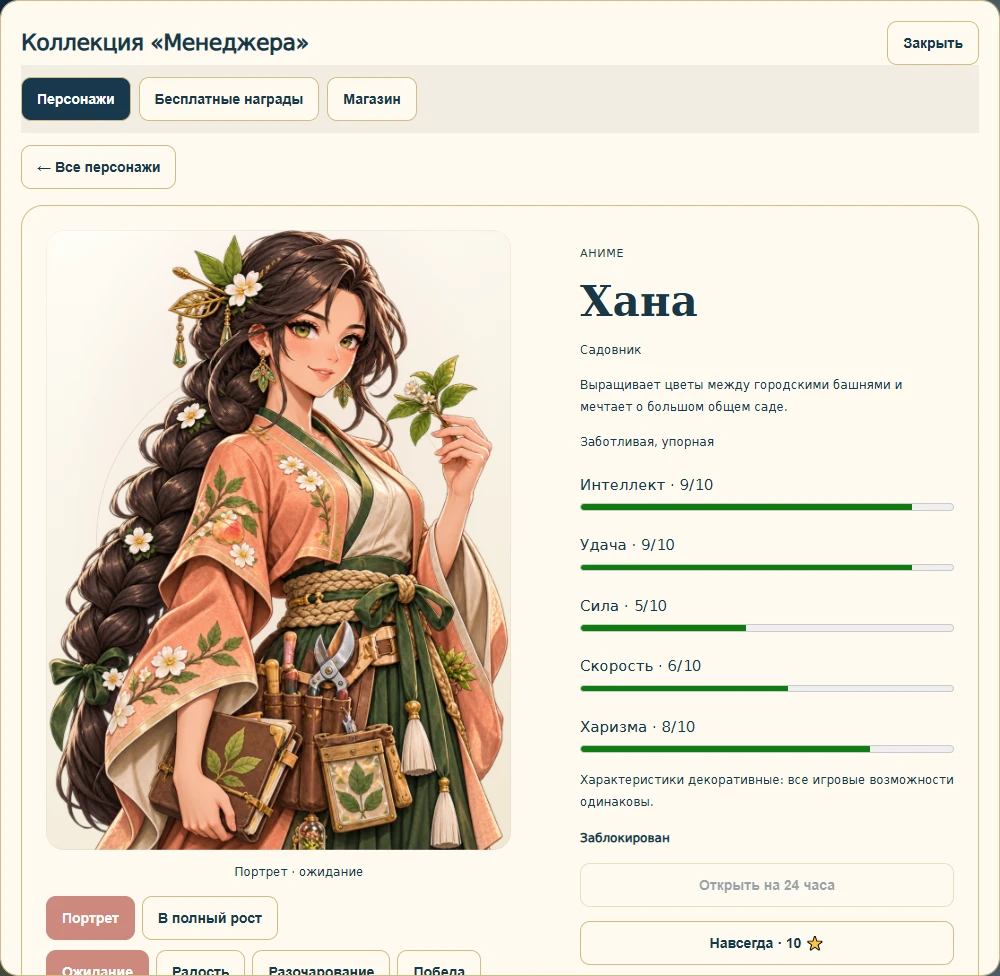 Коллекция «Менеджера»
Закрыть
Персонажи
Бесплатные награды
Магазин
← Все персонажи
АНИМЕ
Хана
Садовник
Выращивает цветы между городскими башнями и
мечтает о большом общем саде.
Заботливая, упорная
Интеллект · 9/10
Удача · 9/10
Сила · 5/10
Скорость · 6/10
Харизма · 8/10
Характеристики декоративные: все игровые возможности
одинаковы.
Заблокирован
Открыть на 24 часа
Навсегда · 10 ⭐
Портрет · ожидание
Портрет
В полный рост
Ожидание
Радость
Разочарование
Победа